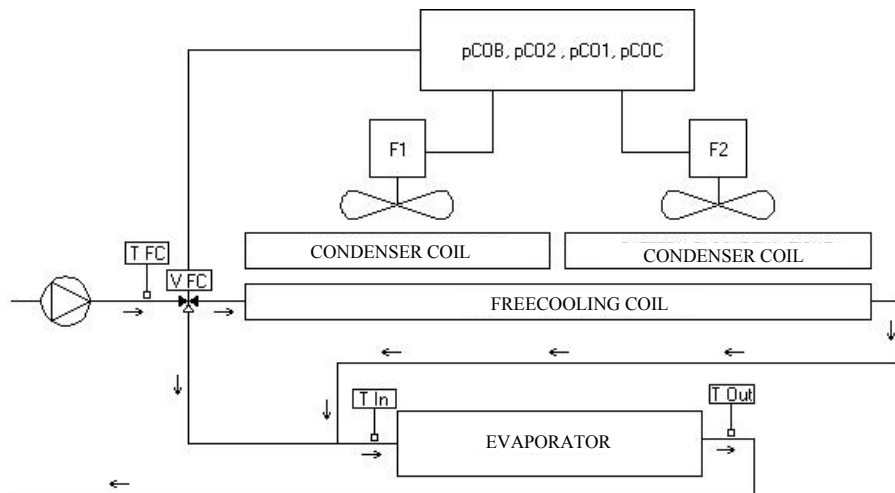 pCOB, pCO2 , pCO1, pCOC
F1
F2
CONDENSER COIL
CONDENSER COIL
T FC
V FC
FREECOOLING COIL
T In
T Out
EVAPORATOR